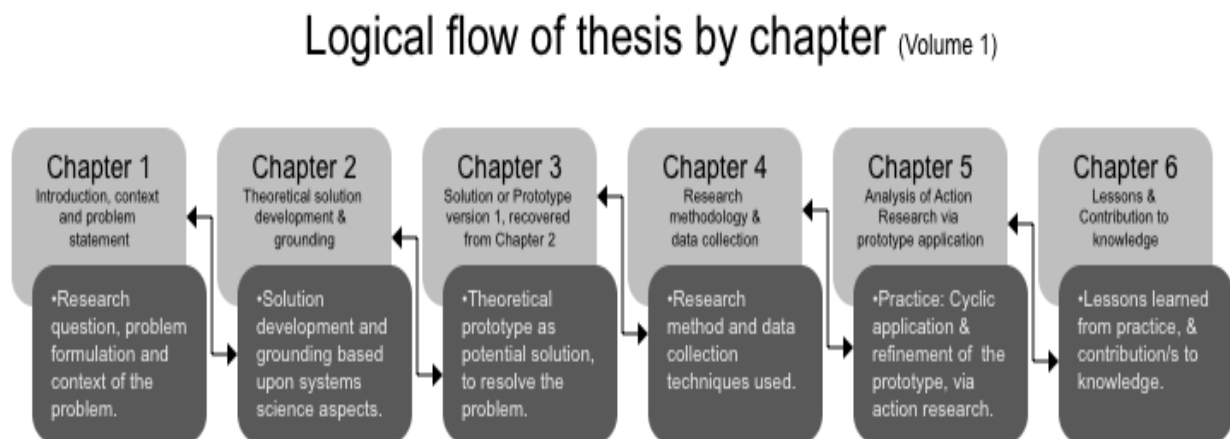 Logical flow of thesis by chapter (Volume 1)
Chapter 1
Introduction, context
and problem
statement
•Research
question, problem
formulation and
context of the
problem.
Chapter 2
Theoretical solution
development &
grounding
•Solution
development and
grounding based
upon systems
science aspects.
Chapter 3
Solution or Prototype
version 1, recovered
from Chapter 2
•Theoretical
prototype as
potential solution,
to resolve the
problem.
Chapter 4
Research
methodology &
data collection
•Research
method and data
collection
techniques used.
Chapter 5
Analysis of Action
Research via
prototype application
•Practice: Cyclic
application &
refinement of the
prototype, via
action research.
Chapter 6
Lessons &
Contribution to
knowledge
•Lessons learned
from practice, &
contribution/s to
knowledge.